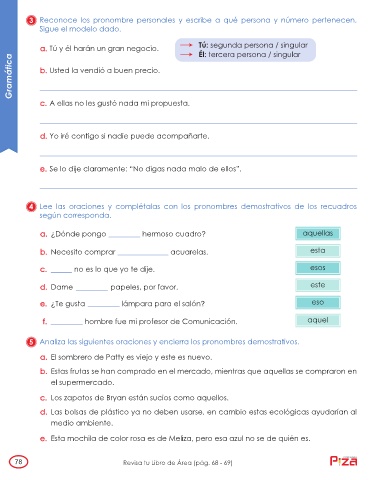 3 Reconoce los pronombre personales y escribe a qué persona y número pertenecen.
Sigue el modelo dado.
a. Tú y él harán un gran negocio.
Tú: segunda persona / singular
Él: tercera persona / singular
Gramática
b. Usted la vendió a buen precio.
c. A ellas no les gustó nada mi propuesta.
d. Yo iré contigo si nadie puede acompañarte.
e. Se lo dije claramente: “No digas nada malo de ellos”.
4 Lee las oraciones y complétalas con los pronombres demostrativos de los recuadros
según corresponda.
a. ¿Dónde pongo ________ hermoso cuadro?
aquellas
b. Necesito comprar _____________ acuarelas.
esta
c. _____ no es lo que yo te dije.
esos
d. Dame ________ papeles, por favor.
este
e. ¿Te gusta ________ lámpara para el salón?
eso
f. ________ hombre fue mi profesor de Comunicación.
aquel
5 Analiza las siguientes oraciones y encierra los pronombres demostrativos.
a. El sombrero de Patty es viejo y este es nuevo.
b. Estas frutas se han comprado en el mercado, mientras que aquellas se compraron en
el supermercado.
c. Los zapatos de Bryan están sucios como aquellos.
d. Las bolsas de plástico ya no deben usarse, en cambio estas ecológicas ayudarían al
medio ambiente.
e. Esta mochila de color rosa es de Meliza, pero esa azul no se de quién es.
78
Revisa tu Libro de Área (pág. 68 - 69)
PIZA